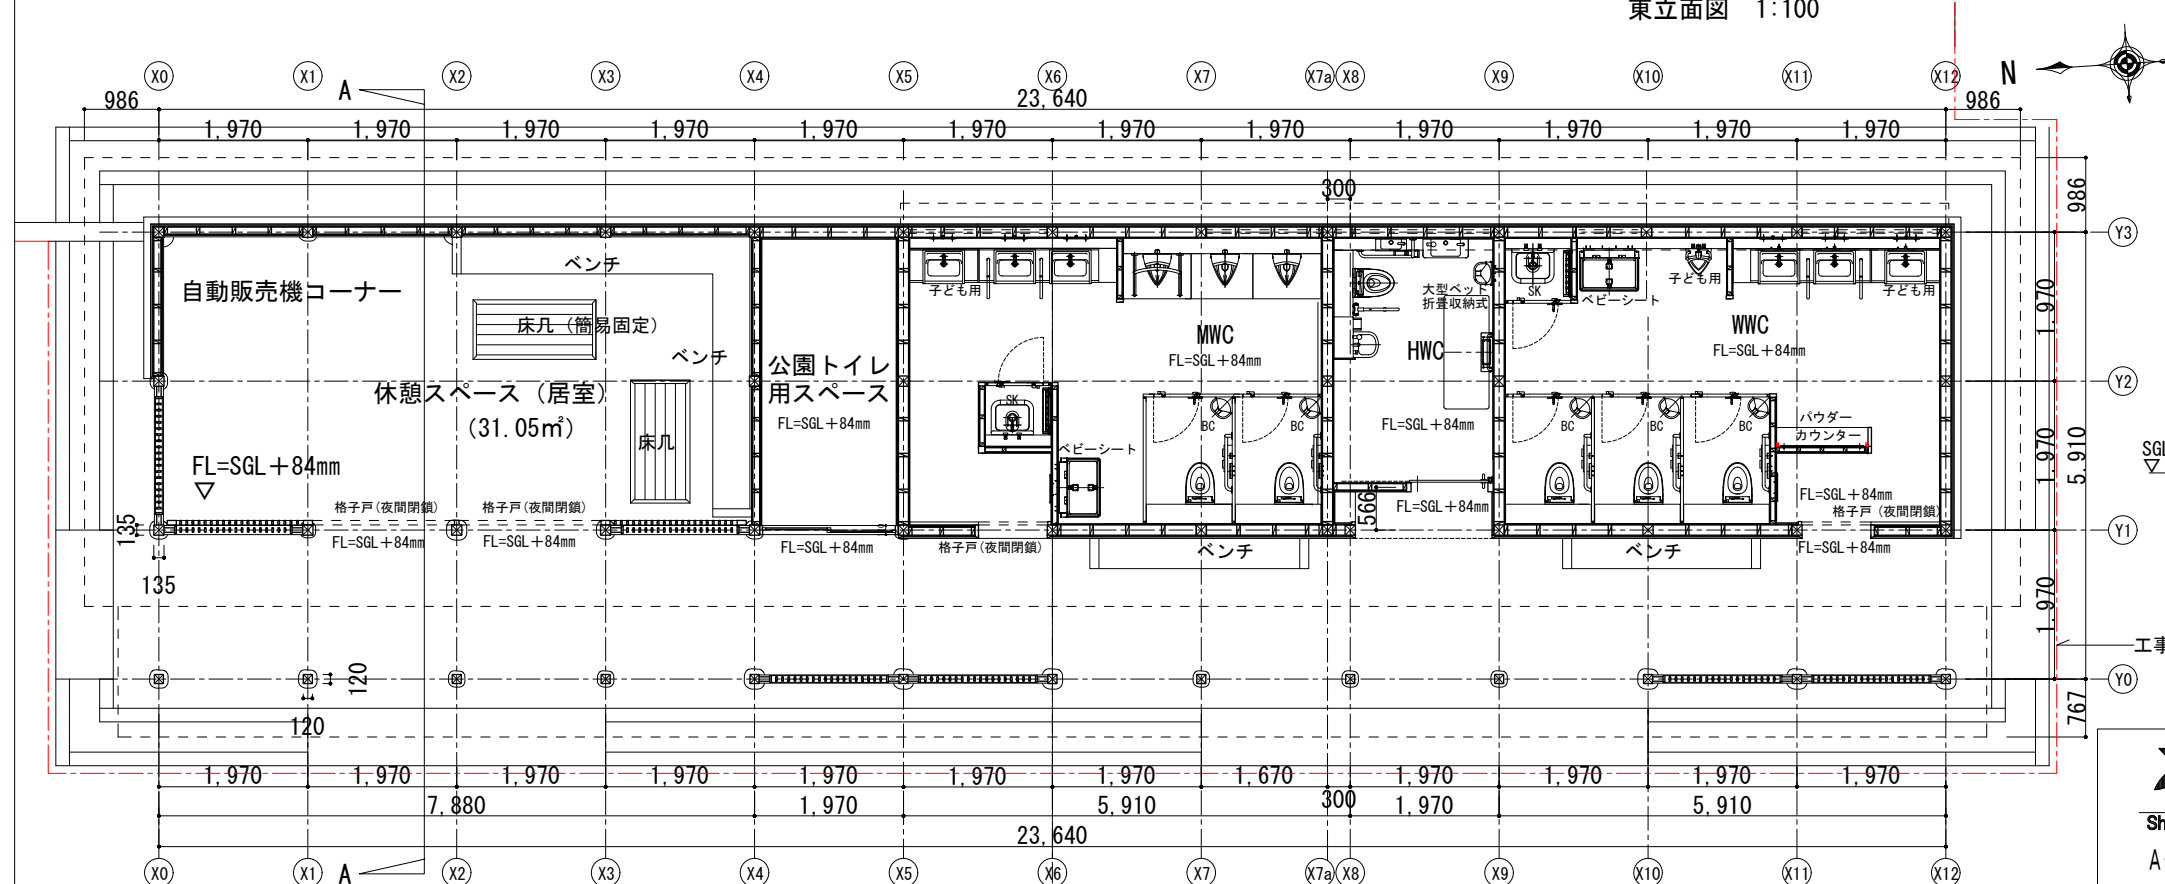 東立面図　1:100
X0 X1 X2 X3 X4 X5 X6 X7 X7a X8 X9 X10 X11 X12
N
A
986 23,640 986
1,970 1,970 1,970 1,970 1,970 1,970 1,970 1,970 1,970 1,970 1,970 1,970
300
986
Y3
ベンチ
自動販売機コーナー
子ども用
大型ベット
折畳収納式
SK
ベビーシート
子ども用
子ども用
床几（簡易固定）
ベンチ
MWC
FL=SGL＋84mm
HWC
WWC
FL=SGL＋84mm
1,970
公園トイレ
用スペース
FL=SGL＋84mm
休憩スペース（居室）
(31.05㎡)
Y2
SK
BC
BC
FL=SGL＋84mm
BC
BC
BC
パウダー
カウンター
床几
ベビーシート
1,970
5,910
SGL
FL=SGL＋84mm
格子戸(夜間閉鎖)
格子戸(夜間閉鎖)
FL=SGL＋84mm
FL=SGL＋84mm
566
FL=SGL＋84mm
FL=SGL＋84mm
格子戸(夜間閉鎖)
135
Y1
FL=SGL＋84mm
格子戸(夜間閉鎖)
ベンチ
ベンチ
FL=SGL＋84mm
135
1,970
工事
120
120
Y0
767
1,970 1,970 1,970 1,970 1,970 1,970 1,970 1,670 1,970 1,970 1,970 1,970
7,880 1,970 5,910 300 1,970 5,910
23,640
Sh
A
X0 X1 A X2 X3 X4 X5 X6 X7 X7a X8 X9 X10 X11 X12